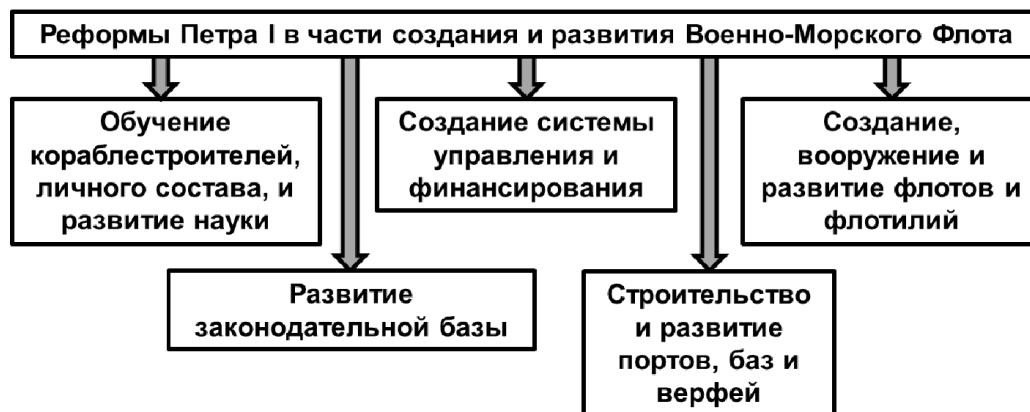 Реформы Петра I в части создания и развития Военно-Морского Флота
Обучение
кораблестроителей,
личного состава, и
развитие науки
Создание системы
управления и
финансирования
Создание,
вооружение и
развитие флотов и
флотилий
Развитие
законодательной базы
Строительство
и развитие
портов, баз и
верфей